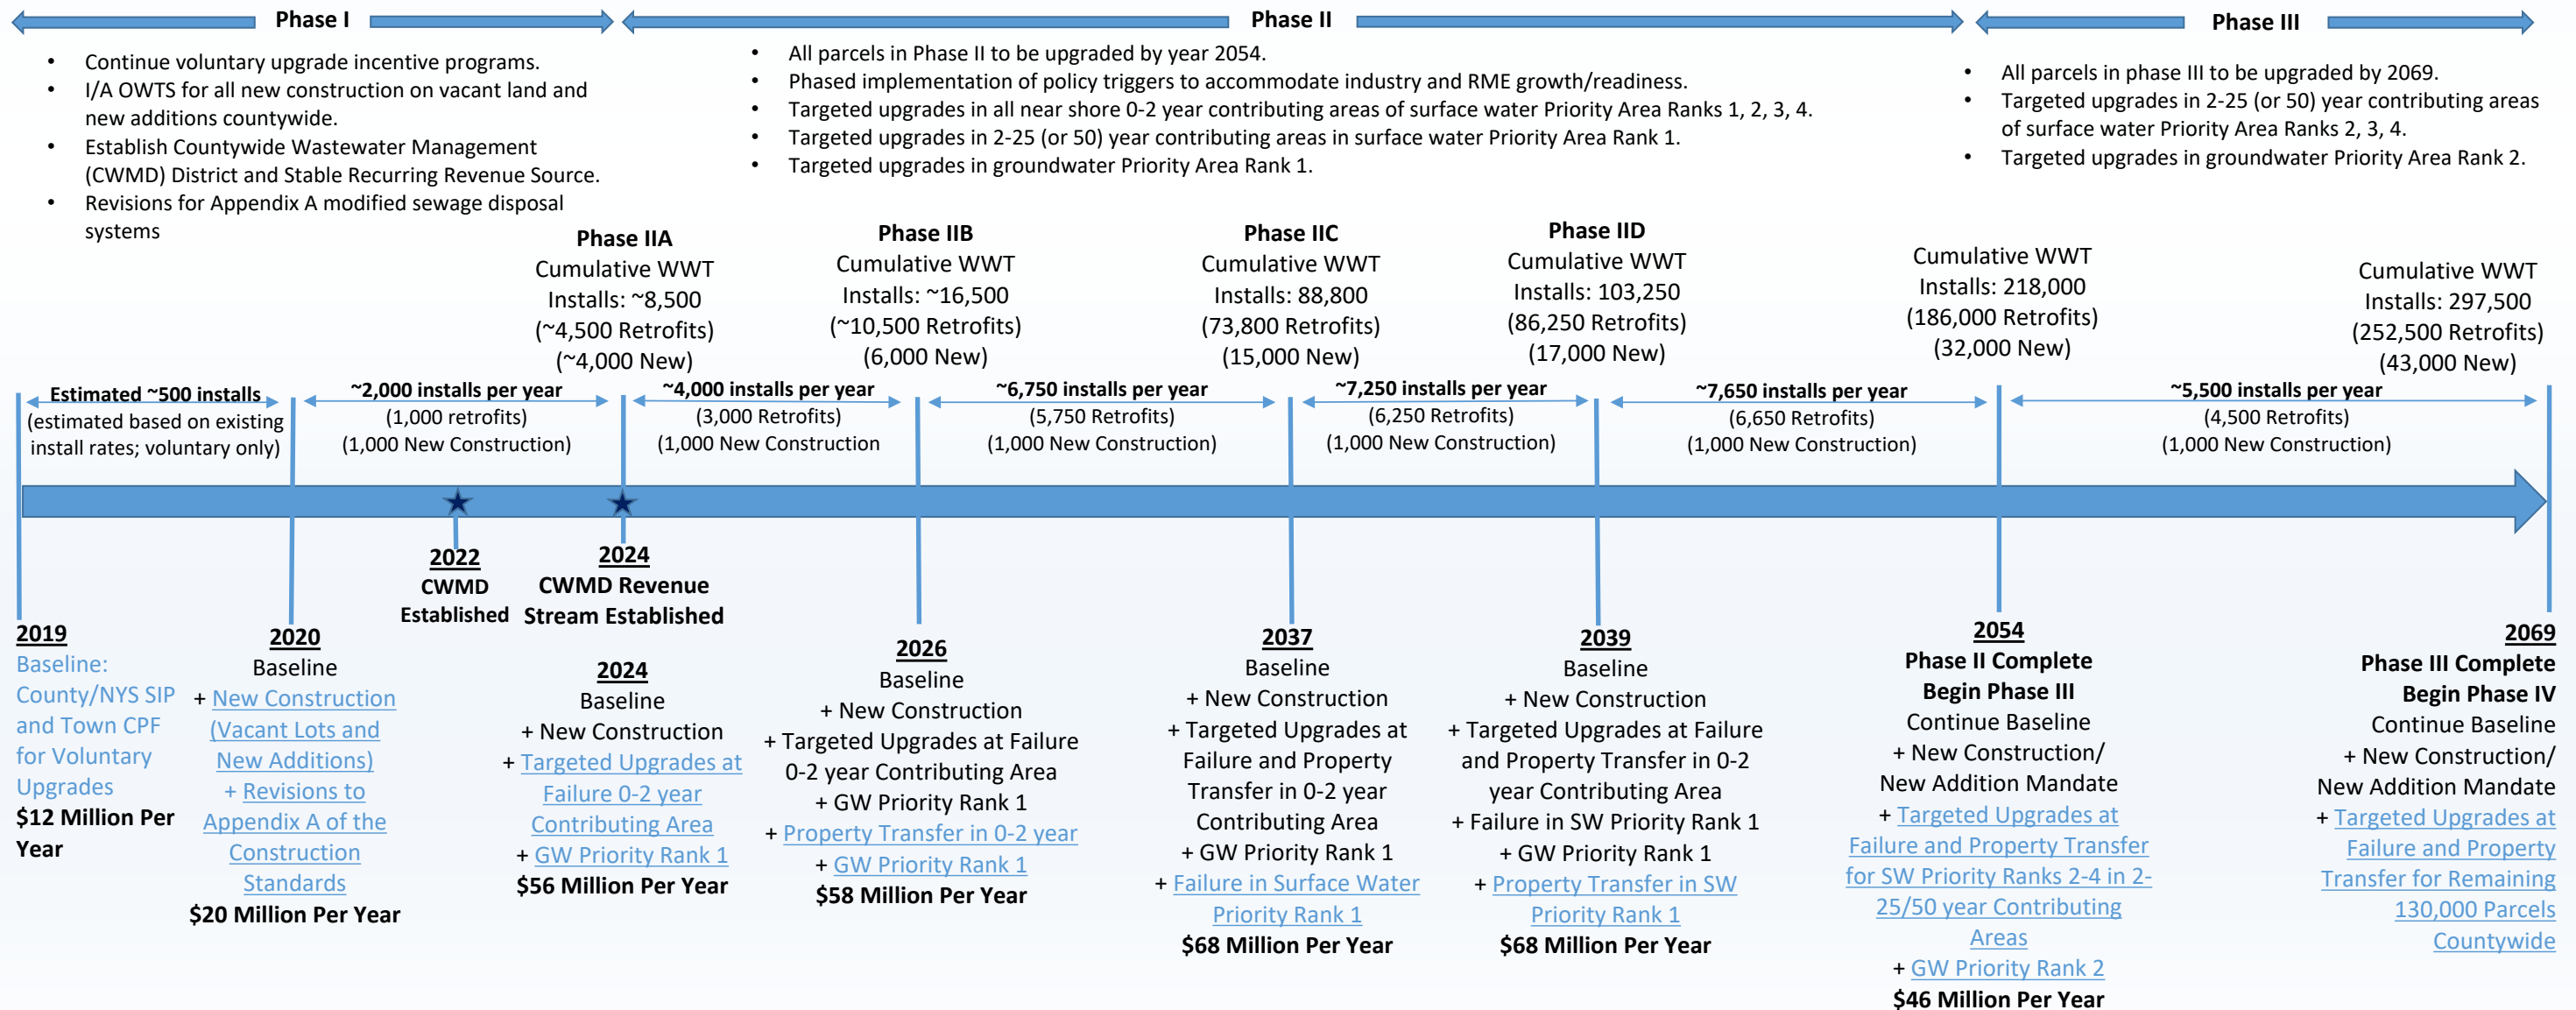 Phase I
Phase II
Phase III
• Continue voluntary upgrade incentive programs.
• I/A OWTS for all new construction on vacant land and
new additions countywide.
• Establish Countywide Wastewater Management
(CWMD) District and Stable Recurring Revenue Source.
• Revisions for Appendix A modified sewage disposal
systems
• All parcels in Phase II to be upgraded by year 2054.
• Phased implementation of policy triggers to accommodate industry and RME growth/readiness.
• Targeted upgrades in all near shore 0-2 year contributing areas of surface water Priority Area Ranks 1, 2, 3, 4.
• Targeted upgrades in 2-25 (or 50) year contributing areas in surface water Priority Area Rank 1.
• Targeted upgrades in groundwater Priority Area Rank 1.
• All parcels in phase III to be upgraded by 2069.
• Targeted upgrades in 2-25 (or 50) year contributing areas
of surface water Priority Area Ranks 2, 3, 4.
• Targeted upgrades in groundwater Priority Area Rank 2.
Phase IIA
Cumulative WWT
Installs: ~8,500
(~4,500 Retrofits)
(~4,000 New)
Phase IIB
Cumulative WWT
Installs: ~16,500
(~10,500 Retrofits)
(6,000 New)
Phase IIC
Cumulative WWT
Installs: 88,800
(73,800 Retrofits)
(15,000 New)
Phase IID
Cumulative WWT
Installs: 103,250
(86,250 Retrofits)
(17,000 New)
Cumulative WWT
Installs: 218,000
(186,000 Retrofits)
(32,000 New)
Cumulative WWT
Installs: 297,500
(252,500 Retrofits)
(43,000 New)
Estimated ~500 installs
(estimated based on existing
install rates; voluntary only)
~2,000 installs per year
(1,000 retrofits)
(1,000 New Construction)
~4,000 installs per year
(3,000 Retrofits)
(1,000 New Construction
~6,750 installs per year
(5,750 Retrofits)
(1,000 New Construction)
~7,250 installs per year
(6,250 Retrofits)
(1,000 New Construction)
~7,650 installs per year
(6,650 Retrofits)
(1,000 New Construction)
~5,500 installs per year
(4,500 Retrofits)
(1,000 New Construction)
2019
Baseline:
County/NYS SIP
and Town CPF
for Voluntary
Upgrades
$12 Million Per
Year
2020
Baseline
+ New Construction
(Vacant Lots and
New Additions)
+ Revisions to
Appendix A of the
Construction
Standards
$20 Million Per Year
2022
CWMD
Established
2024
CWMD Revenue
Stream Established
2024
Baseline
+ New Construction
+ Targeted Upgrades at
Failure 0-2 year
Contributing Area
+ GW Priority Rank 1
$56 Million Per Year
2026
Baseline
+ New Construction
+ Targeted Upgrades at Failure
0-2 year Contributing Area
+ GW Priority Rank 1
+ Property Transfer in 0-2 year
+ GW Priority Rank 1
$58 Million Per Year
2037
Baseline
+ New Construction
+ Targeted Upgrades at
Failure and Property
Transfer in 0-2 year
Contributing Area
+ GW Priority Rank 1
+ Failure in Surface Water
Priority Rank 1
$68 Million Per Year
2039
Baseline
+ New Construction
+ Targeted Upgrades at Failure
and Property Transfer in 0-2
year Contributing Area
+ Failure in SW Priority Rank 1
+ GW Priority Rank 1
+ Property Transfer in SW
Priority Rank 1
$68 Million Per Year
2054
Phase II Complete
Begin Phase III
Continue Baseline
+ New Construction/
New Addition Mandate
+ Targeted Upgrades at
Failure and Property Transfer
for SW Priority Ranks 2-4 in 2-
25/50 year Contributing
Areas
+ GW Priority Rank 2
$46 Million Per Year
2069
Phase III Complete
Begin Phase IV
Continue Baseline
+ New Construction/
New Addition Mandate
+ Targeted Upgrades at
Failure and Property
Transfer for Remaining
130,000 Parcels
Countywide